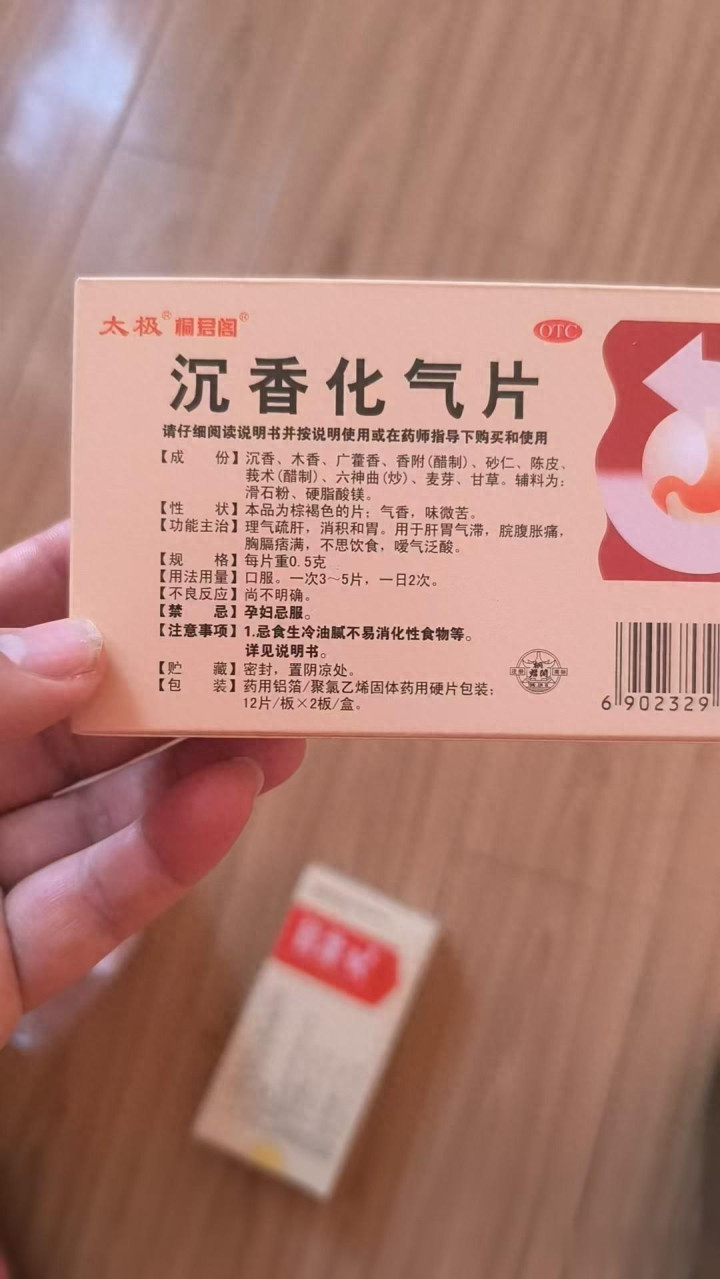 太极® 桐君阁®
OTC
沉香化气片
请仔细阅读说明书并按说明使用或在药师指导下购买和使用
【成 份】沉香、木香、广藿香、香附(醋制)、砂仁、陈皮、
莪术(醋制)、六神曲(炒)、麦芽、甘草。辅料为:
滑石粉、硬脂酸镁。
【性 状】本品为棕褐色的片;气香,味微苦。
【功能主治】理气疏肝,消积和胃。用于肝胃气滞,脘腹胀痛,
胸膈痞满,不思饮食,嗳气泛酸。
【规 格】每片重0.5克
【用法用量】口服。一次3~5片,一日2次。
【不良反应】尚不明确。
【禁 忌】孕妇忌服。
【注意事项】1.忌食生冷油腻不易消化性食物等。
详见说明书。
【贮 藏】密封,置阴凉处。
【包 装】药用铝箔/聚氯乙烯固体药用硬片包装;
12片/板×2板/盒。
6 902329